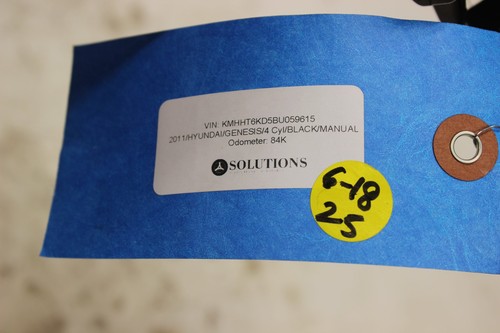 VIN: KMHHT6KD5BU059615
2011/HYUNDAI/GENESIS/4 Cyl/BLACK/MANUAL
Odometer: 84K
SOLUTIONS
6-18
25